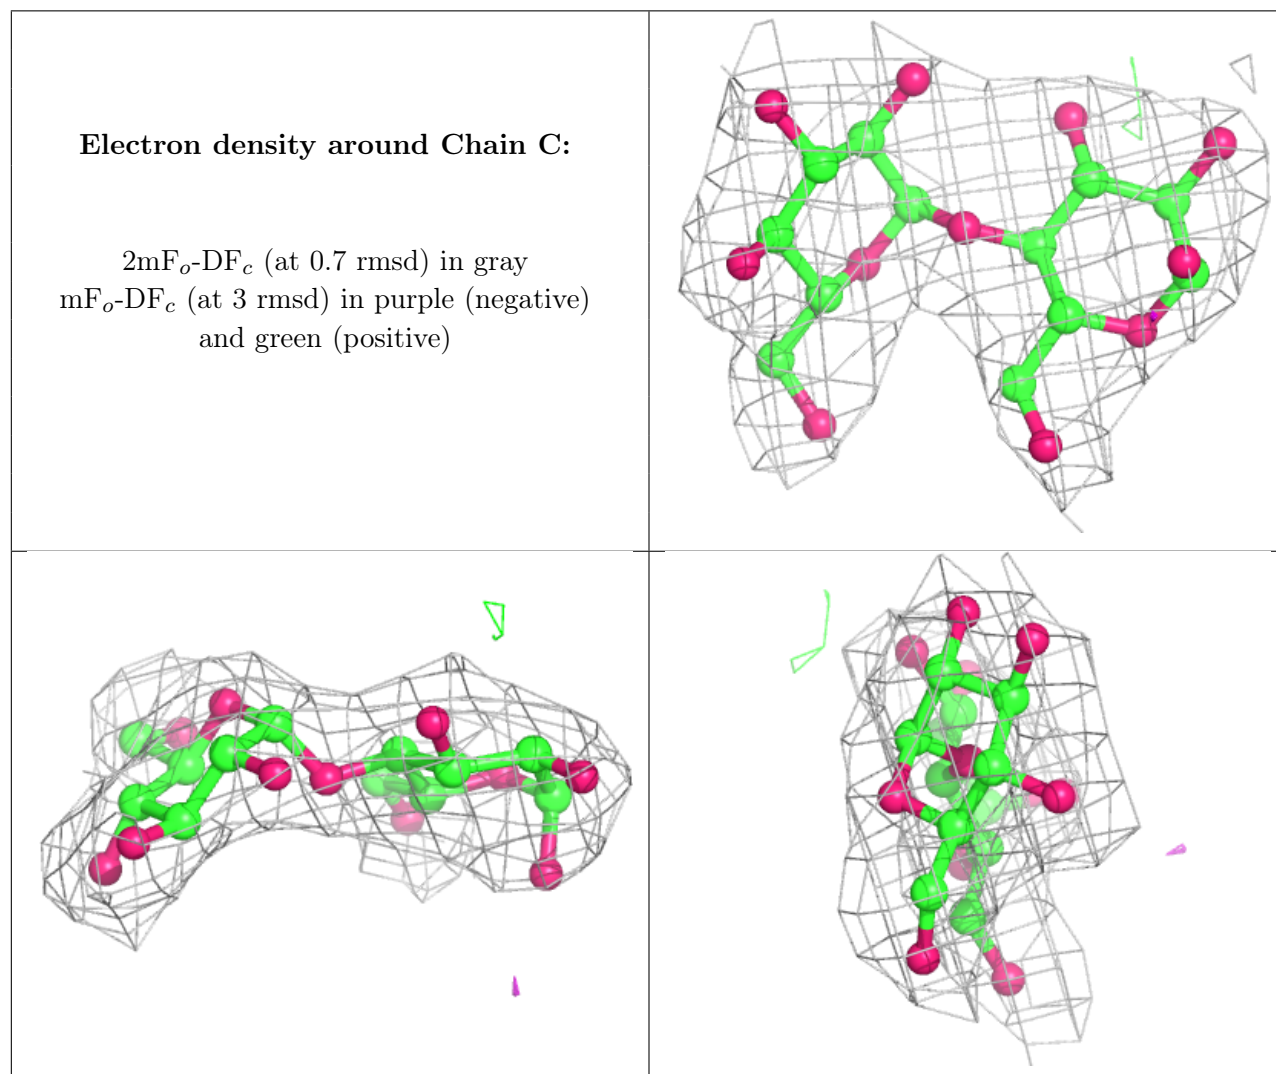 Electron density around Chain C:
2mFo-DFc (at 0.7 rmsd) in gray
mFo-DFc (at 3 rmsd) in purple (negative)
and green (positive)